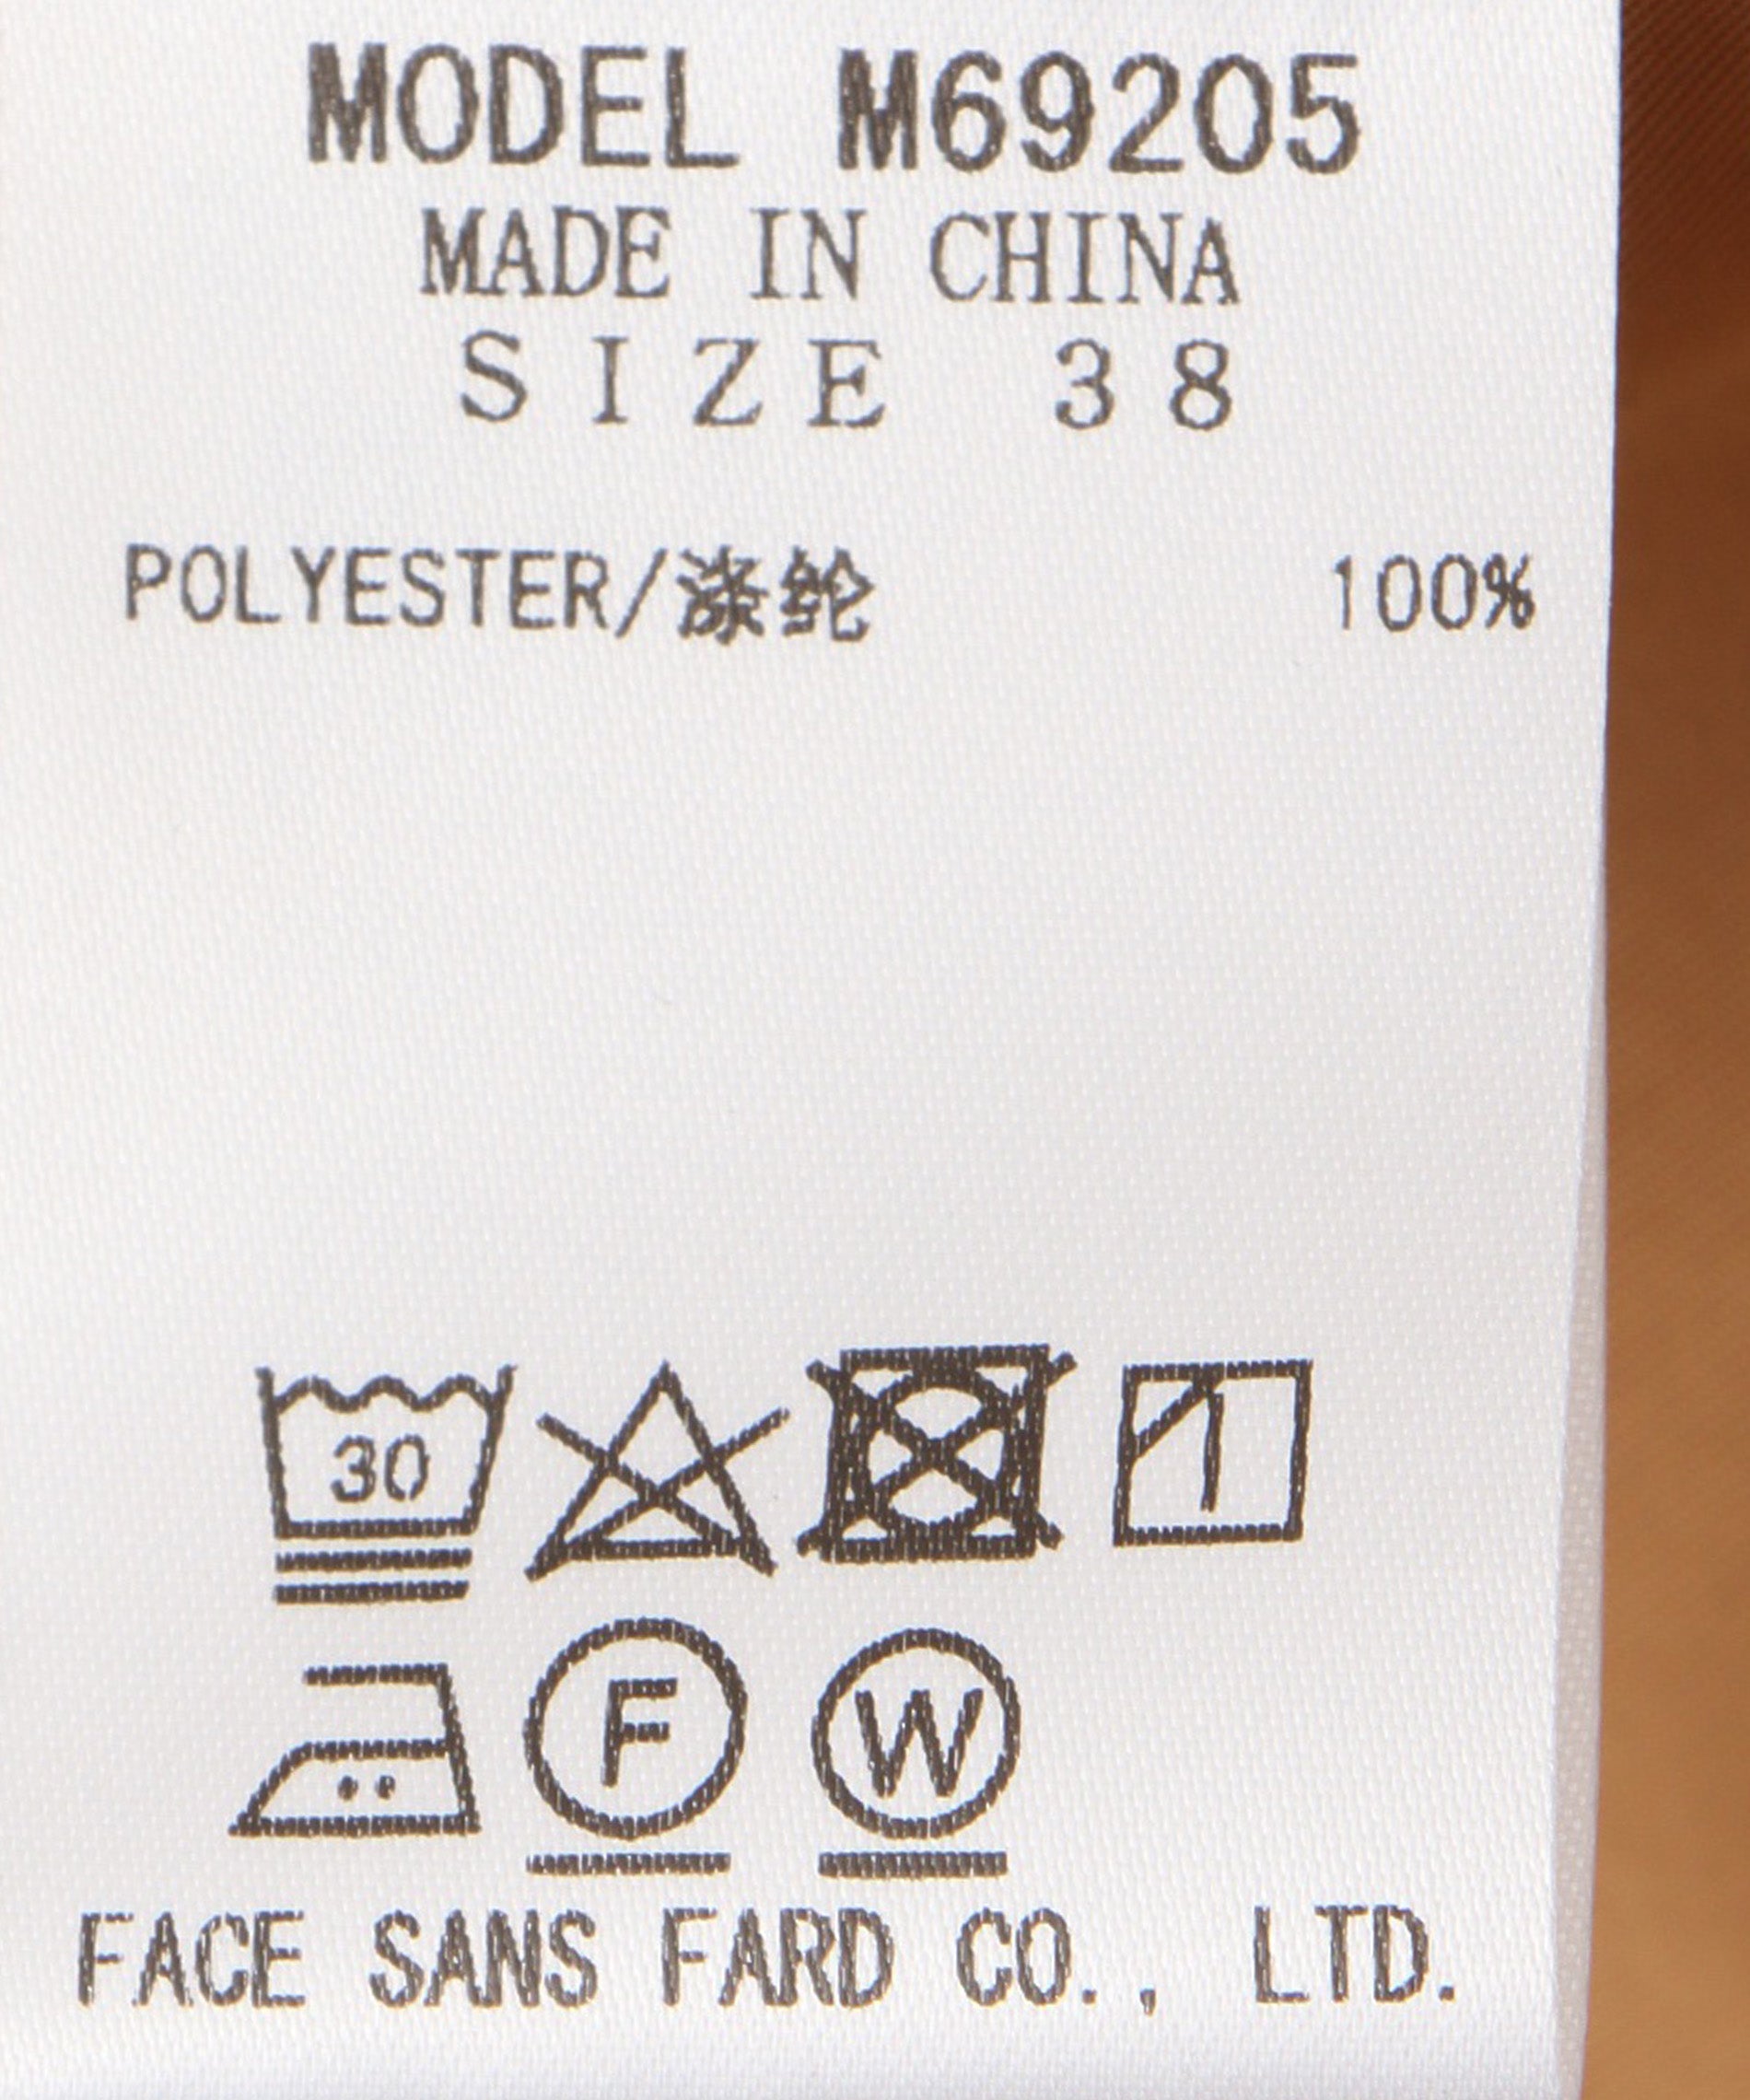 MODEL M69205
MADE IN CHINA
SIZE 38
POLYESTER/涤纶 100%
30
F W
FACE SANS FARD CO., LTD.